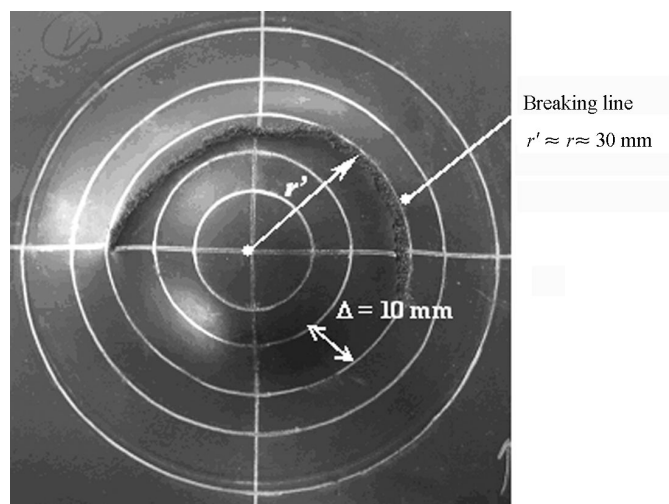 Breaking line
r' ≈ r ≈ 30 mm
r'
Δ = 10 mm